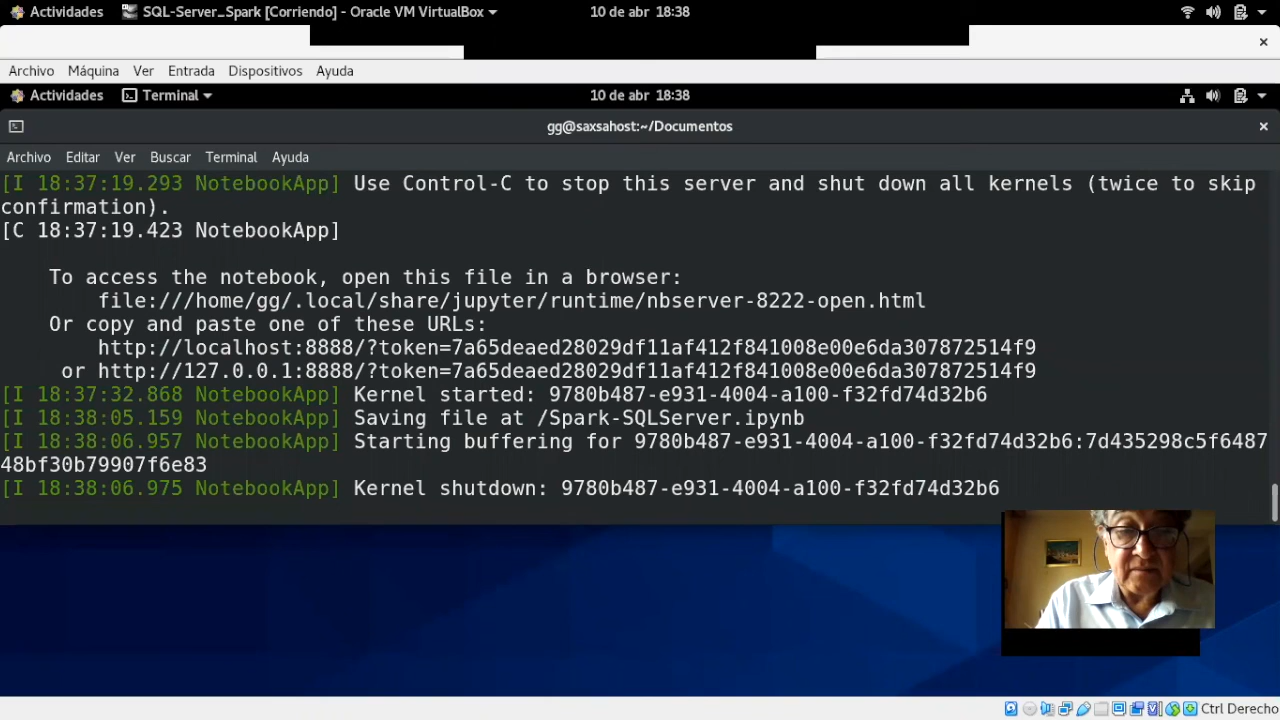 Actividades SQL-Server_Spark [Corriendo] - Oracle VM VirtualBox 10 de abr 18:38
Archivo Máquina Ver Entrada Dispositivos Ayuda
Actividades Terminal 10 de abr 18:38
gg@saxsahost:~/Documentos
Archivo Editar Ver Buscar Terminal Ayuda
[I 18:37:19.293 NotebookApp] Use Control-C to stop this server and shut down all kernels (twice to skip
confirmation).
[C 18:37:19.423 NotebookApp]
To access the notebook, open this file in a browser:
file:///home/gg/.local/share/jupyter/runtime/nbserver-8222-open.html
Or copy and paste one of these URLs:
http://localhost:8888/?token=7a65deaed28029df11af412f841008e00e6da307872514f9
or http://127.0.0.1:8888/?token=7a65deaed28029df11af412f841008e00e6da307872514f9
[I 18:37:32.868 NotebookApp] Kernel started: 9780b487-e931-4004-a100-f32fd74d32b6
[I 18:38:05.159 NotebookApp] Saving file at /Spark-SQLServer.ipynb
[I 18:38:06.957 NotebookApp] Starting buffering for 9780b487-e931-4004-a100-f32fd74d32b6:7d435298c5f6487
48bf30b79907f6e83
[I 18:38:06.975 NotebookApp] Kernel shutdown: 9780b487-e931-4004-a100-f32fd74d32b6
Ctrl Derecho